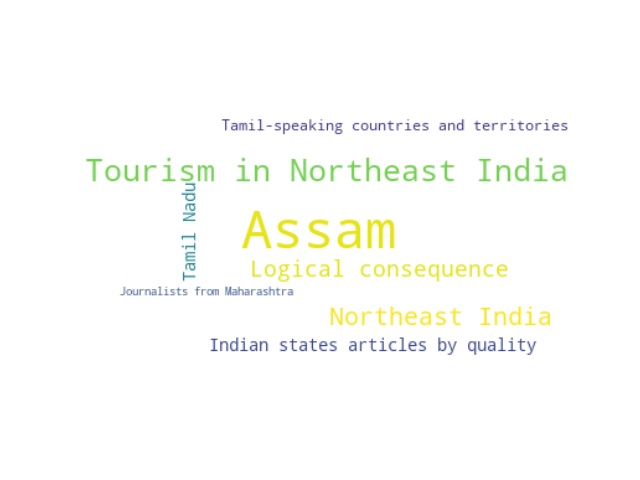 Tamil-speaking countries and territories
Tourism in Northeast India
Tamil Nadu
Assam
Logical consequence
Journalists from Maharashtra
Northeast India
Indian states articles by quality